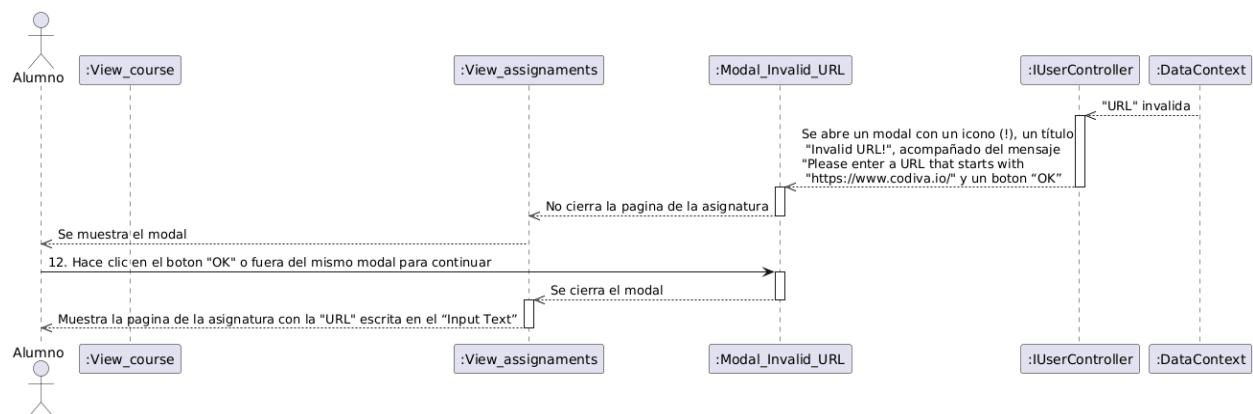 Alumno
:View_course
:View_assignaments
:Modal_Invalid_URL
:IUserController
:DataContext
"URL" invalida
Se abre un modal con un icono (!), un título
"Invalid URL!", acompañado del mensaje
"Please enter a URL that starts with
"https://www.codiva.io/" y un boton “OK”
No cierra la pagina de la asignatura
Se muestra el modal
12. Hace clic en el boton "OK" o fuera del mismo modal para continuar
Se cierra el modal
Muestra la pagina de la asignatura con la "URL" escrita en el “Input Text”
Alumno
:View_course
:View_assignaments
:Modal_Invalid_URL
:IUserController
:DataContext